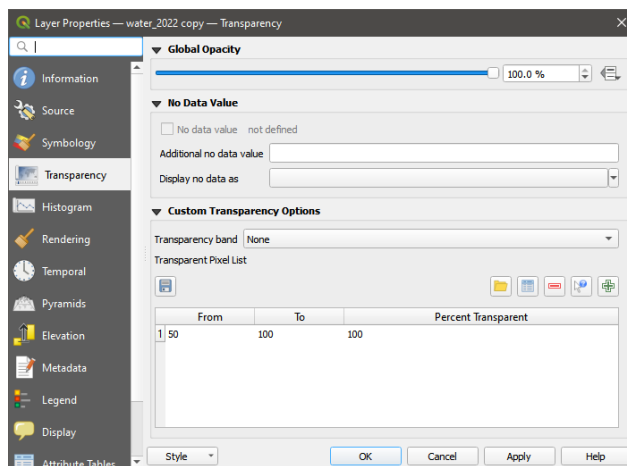 Layer Properties — water_2022 copy — Transparency
Information
Source
Symbology
Transparency
Histogram
Rendering
Temporal
Pyramids
Elevation
Metadata
Legend
Display
Attribute Tables
Global Opacity
100.0 %
No Data Value
No data value not defined
Additional no data value
Display no data as
Custom Transparency Options
Transparency band None
Transparent Pixel List
From To Percent Transparent
1 50 100 100
Style OK Cancel Apply Help